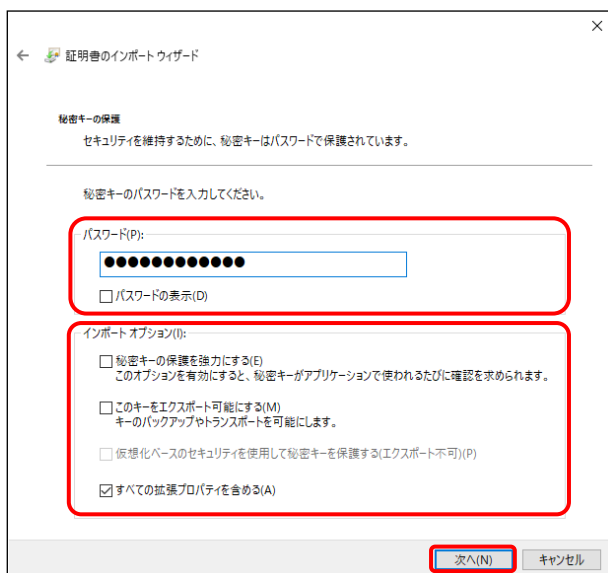 証明書のインポート ウィザード
秘密キーの保護
セキュリティを維持するために、秘密キーはパスワードで保護されています。
秘密キーのパスワードを入力してください。
パスワード(P):
●●●●●●●●●●●●
パスワードの表示(D)
インポート オプション(I):
秘密キーの保護を強力にする(E)
このオプションを有効にすると、秘密キーがアプリケーションで使われるたびに確認を求められます。
このキーをエクスポート可能にする(M)
キーのバックアップやトランスポートを可能にします。
仮想化ベースのセキュリティを使用して秘密キーを保護する(エクスポート不可)(P)
すべての拡張プロパティを含める(A)
次へ(N) キャンセル